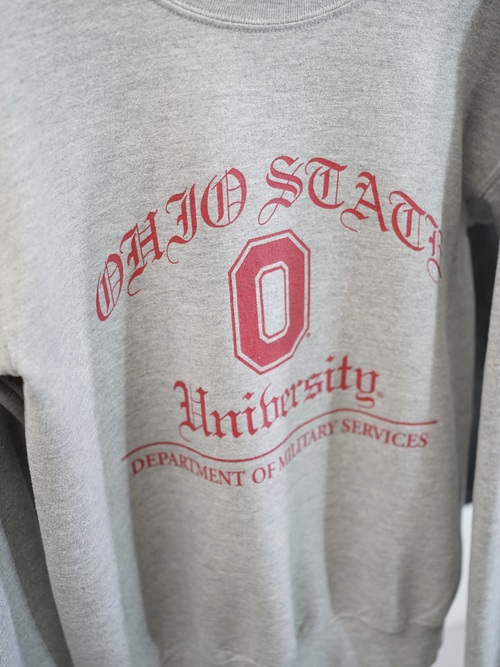 OHIO STATE
O
University
DEPARTMENT OF MILITARY SERVICES